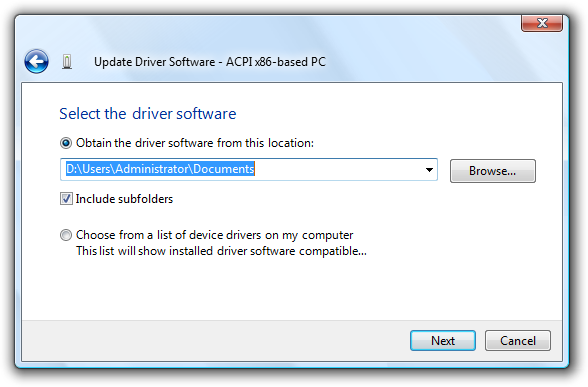 Update Driver Software - ACPI x86-based PC
Select the driver software
Obtain the driver software from this location:
D:\Users\Administrator\Documents
Browse...
Include subfolders
Choose from a list of device drivers on my computer
This list will show installed driver software compatible...
Next
Cancel